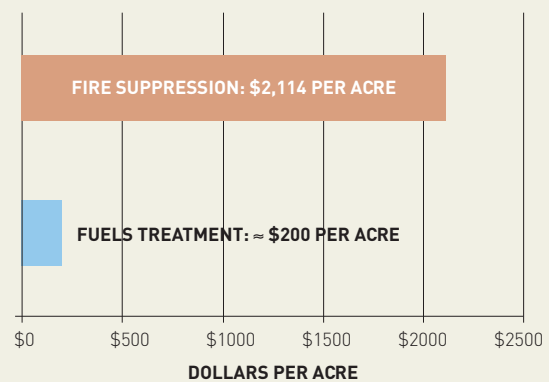 FIRE SUPPRESSION: $2,114 PER ACRE
FUELS TREATMENT: ≈ $200 PER ACRE
$0 $500 $1000 $1500 $2000 $2500
DOLLARS PER ACRE